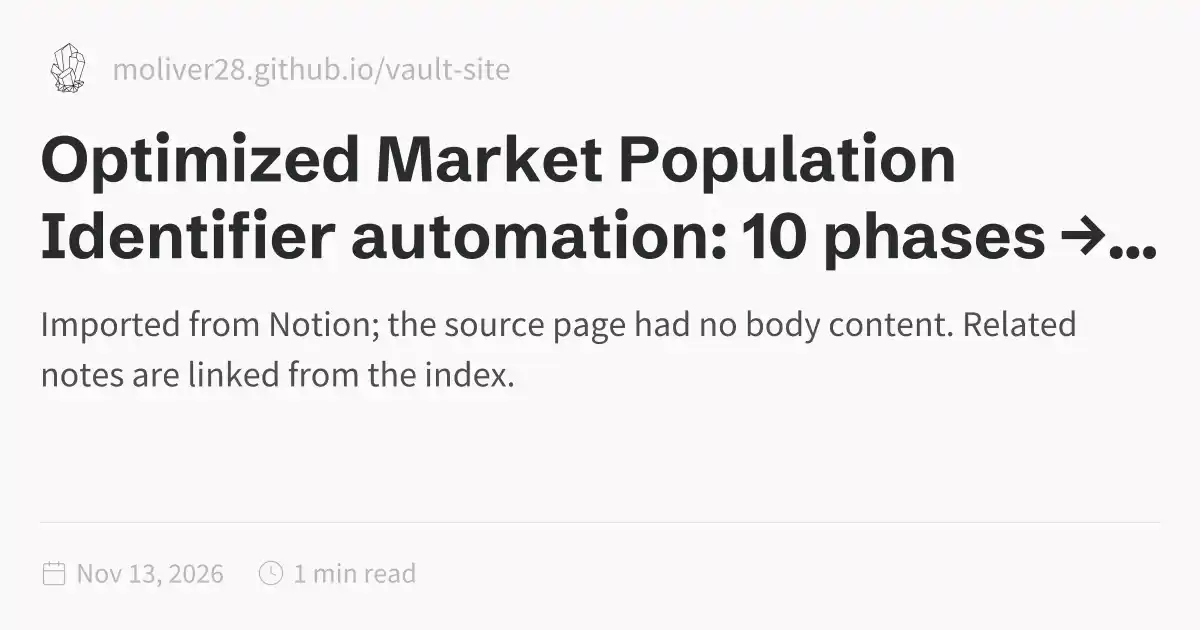 moliver28.github.io/vault-site
Optimized Market Population
Identifier automation: 10 phases →...
Imported from Notion; the source page had no body content. Related
notes are linked from the index.
Nov 13, 2026 1 min read